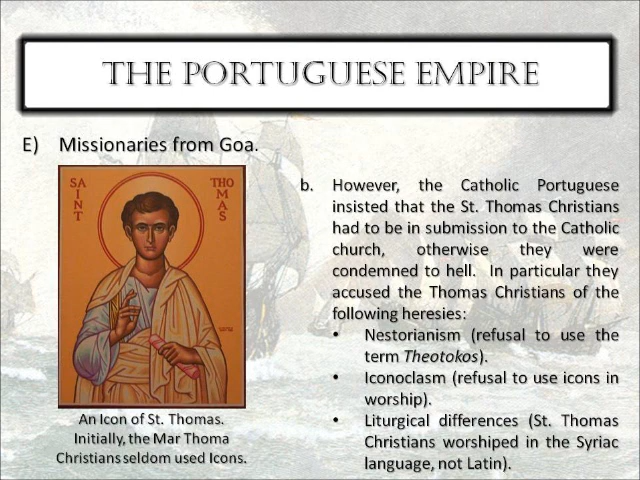 THE PORTUGUESE EMPIRE
E) Missionaries from Goa.
SA
I
N
T
THO
M
A
S
An Icon of St. Thomas.
Initially, the Mar Thoma
Christians seldom used Icons.
b. However, the Catholic Portuguese
insisted that the St. Thomas Christians
had to be in submission to the Catholic
church, otherwise they were
condemned to hell. In particular they
accused the Thomas Christians of the
following heresies:
• Nestorianism (refusal to use the
term Theotokos).
• Iconoclasm (refusal to use icons in
worship).
• Liturgical differences (St. Thomas
Christians worshiped in the Syriac
language, not Latin).